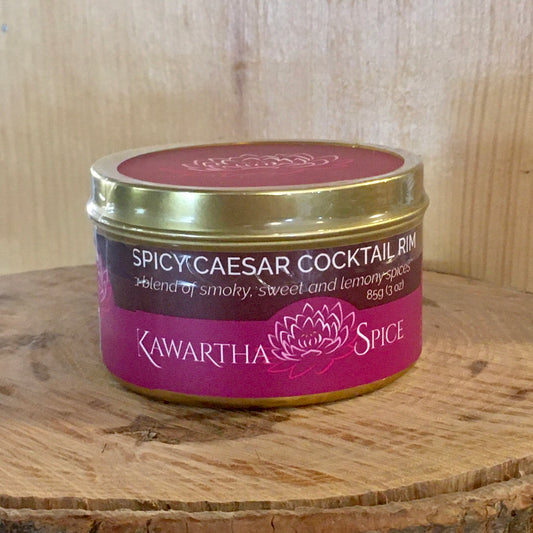 SPICY CAESAR COCKTAIL RIM
blend of smoky, sweet and lemony spices
85g (3 oz)
KAWARTHA SPICE